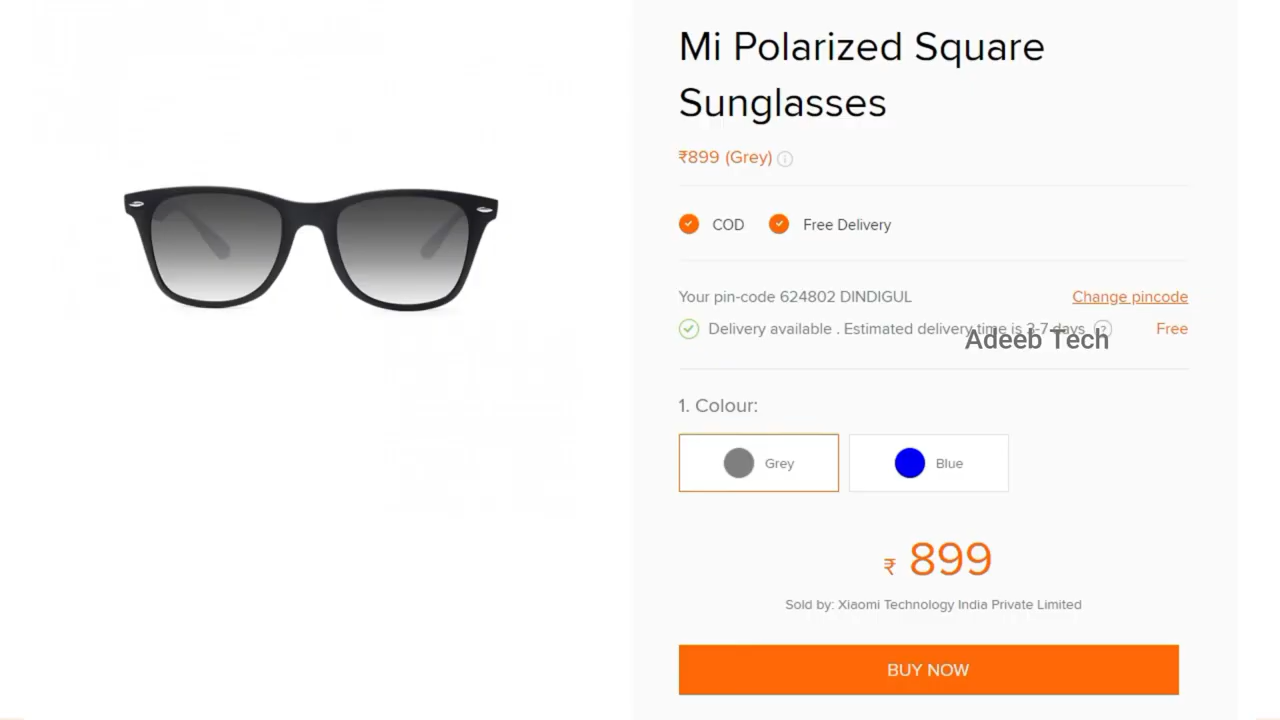 Mi Polarized Square
Sunglasses
₹899 (Grey)
COD
Free Delivery
Your pin-code 624802 DINDIGUL
Change pincode
Delivery available . Estimated delivery time is 3-7 days ?
Free
Adeeb Tech
1. Colour:
Grey
Blue
₹ 899
Sold by: Xiaomi Technology India Private Limited
BUY NOW